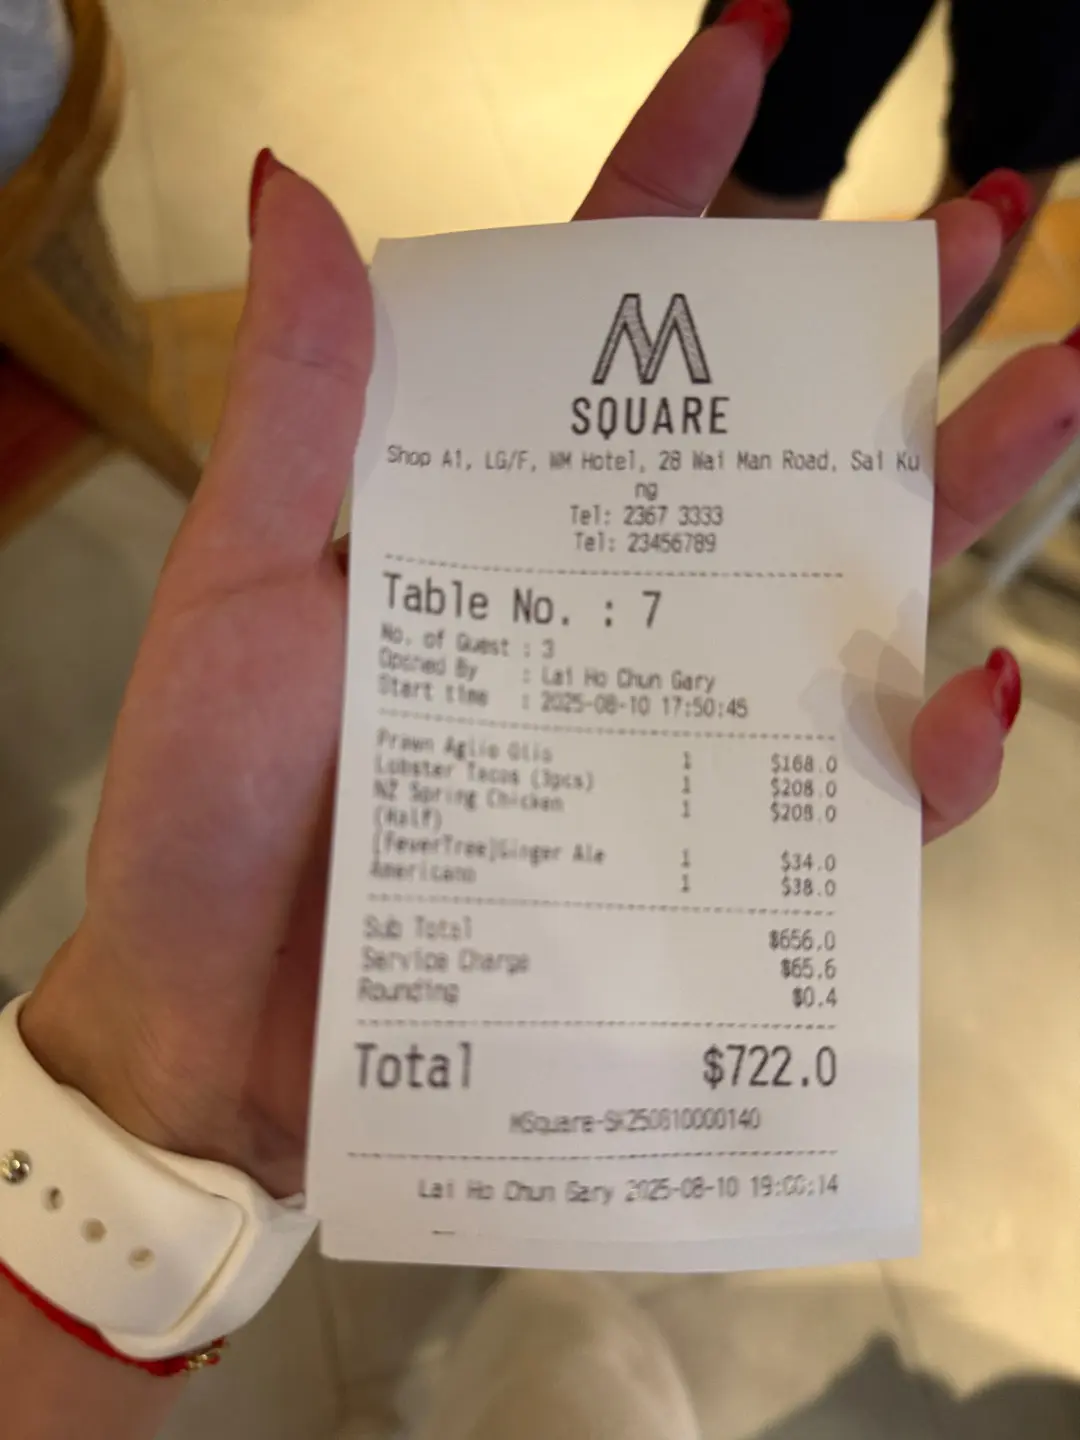 M
SQUARE
Shop A1, LG/F, WM Hotel, 28 Wai Man Road, Sai Ku
ng
Tel: 2367 3333
Tel: 23456789
Table No. : 7
No. of Guest : 3
Opened By : Lai Ho Chun Gary
Start time : 2025-08-10 17:50:45
Prawn Aglio Olio 1 $168.0
Lobster Tacos (3pcs) 1 $208.0
NZ Spring Chicken 1 $208.0
(Half)
[FeverTree]Ginger Ale 1 $34.0
Americano 1 $38.0
Sub Total $656.0
Service Charge $65.6
Rounding $0.4
Total $722.0
MSquare-SK250810000140
Lai Ho Chun Gary 2025-08-10 19:00:14